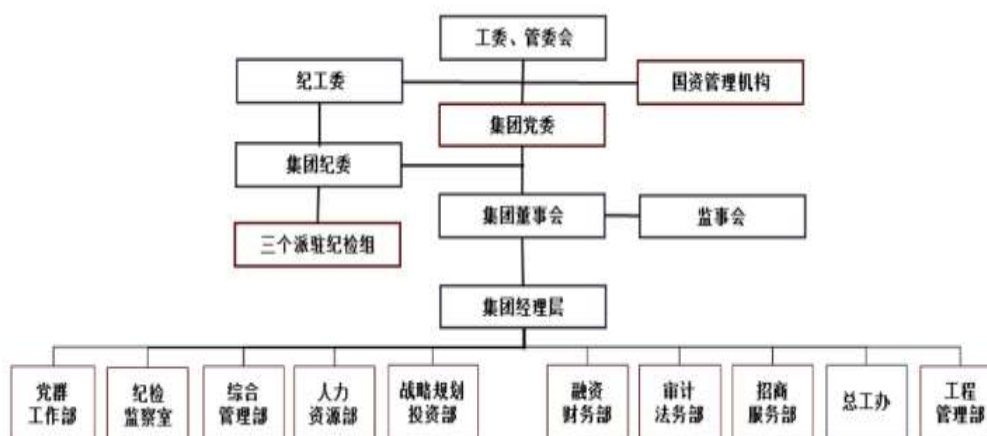 工委、管委会
纪工委
国资管理机构
集团党委
集团纪委
集团董事会
监事会
三个派驻纪检组
集团经理层
党群
工作部
纪检
监察室
综合
管理部
人力
资源部
战略规划
投资部
融资
财务部
审计
法务部
招商
服务部
总工办
工程
管理部